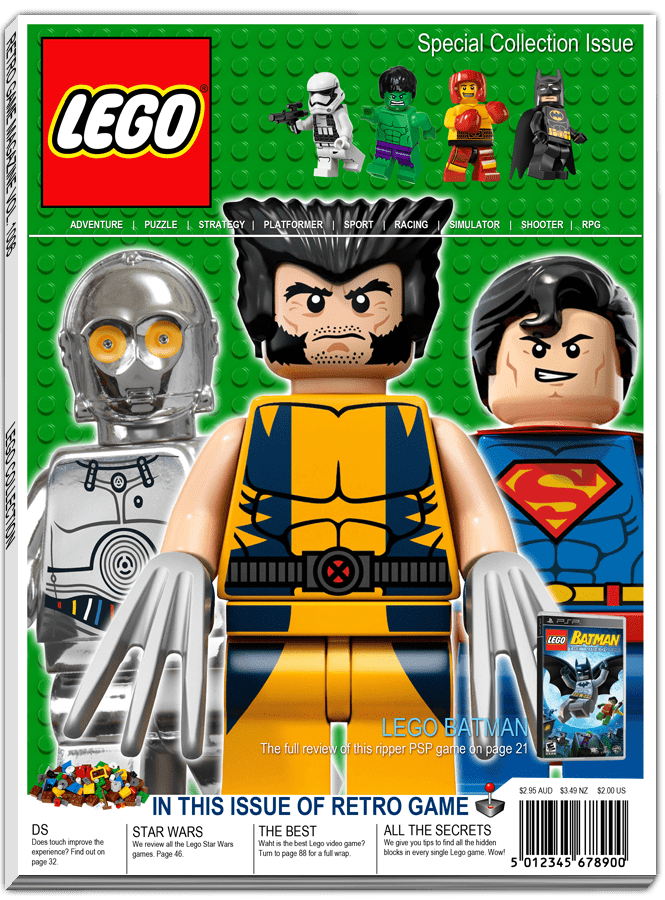 Special Collection Issue
LEGO
®
ADVENTURE | PUZZLE | STRATEGY | PLATFORMER | SPORT | RACING | SIMULATOR | SHOOTER | RPG
LEGO COLLECTION
PSP
LEGO BATMAN
LEGO BATMAN
The full review of this ripper PSP game on page 21
IN THIS ISSUE OF RETRO GAME
$2.95 AUD $3.49 NZ $2.00 US
DS
Does touch improve the
experience? Find out on
page 32.
STAR WARS
We review all the Lego Star Wars
games. Page 46.
THE BEST
Waht is the best Lego video game?
Turn to page 88 for a full wrap.
ALL THE SECRETS
We give you tips to find all the hidden
blocks in every single Lego game. Wow!
5 012345 678900